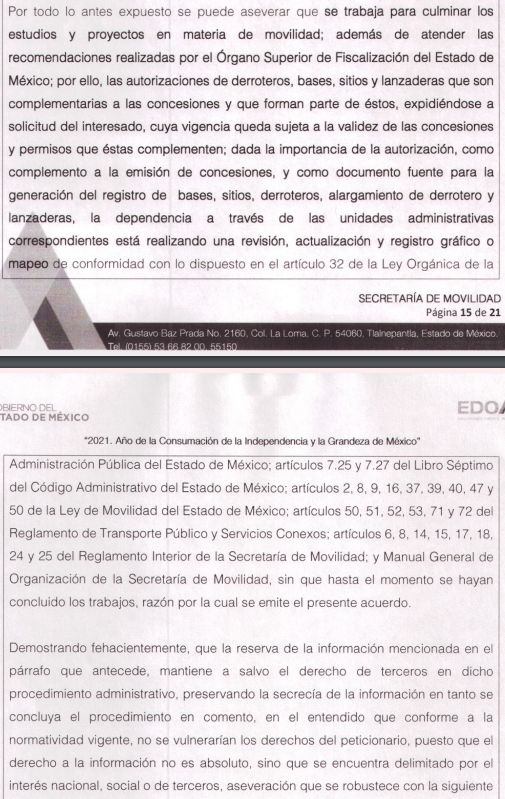 Por todo lo antes expuesto se puede aseverar que se trabaja para culminar los
estudios y proyectos en materia de movilidad; además de atender las
recomendaciones realizadas por el Órgano Superior de Fiscalización del Estado de
México; por ello, las autorizaciones de derroteros, bases, sitios y lanzaderas que son
complementarias a las concesiones y que forman parte de éstos, expidiéndose a
solicitud del interesado, cuya vigencia queda sujeta a la validez de las concesiones
y permisos que éstas complementen; dada la importancia de la autorización, como
complemento a la emisión de concesiones, y como documento fuente para la
generación del registro de bases, sitios, derroteros, alargamiento de derrotero y
lanzaderas, la dependencia a través de las unidades administrativas
correspondientes está realizando una revisión, actualización y registro gráfico o
mapeo de conformidad con lo dispuesto en el artículo 32 de la Ley Orgánica de la
SECRETARÍA DE MOVILIDAD
Página 15 de 21
Av. Gustavo Baz Prada No. 2160, Col. La Loma, C. P. 54060, Tlalnepantla, Estado de México.
Tel. (0155) 53 66 82 00, 55150
OBIERNO DEL
TADO DE MÉXICO
EDO
"2021. Año de la Consumación de la Independencia y la Grandeza de México"
Administración Pública del Estado de México; artículos 7.25 y 7.27 del Libro Séptimo
del Código Administrativo del Estado de México; artículos 2, 8, 9, 16, 37, 39, 40, 47 y
50 de la Ley de Movilidad del Estado de México; artículos 50, 51, 52, 53, 71 y 72 del
Reglamento de Transporte Público y Servicios Conexos; artículos 6, 8, 14, 15, 17, 18,
24 y 25 del Reglamento Interior de la Secretaría de Movilidad; y Manual General de
Organización de la Secretaría de Movilidad, sin que hasta el momento se hayan
concluido los trabajos, razón por la cual se emite el presente acuerdo.
Demostrando fehacientemente, que la reserva de la información mencionada en el
párrafo que antecede, mantiene a salvo el derecho de terceros en dicho
procedimiento administrativo, preservando la secrecía de la información en tanto se
concluya el procedimiento en comento, en el entendido que conforme a la
normatividad vigente, no se vulnerarían los derechos del peticionario, puesto que el
derecho a la información no es absoluto, sino que se encuentra delimitado por el
interés nacional, social o de terceros, aseveración que se robustece con la siguiente